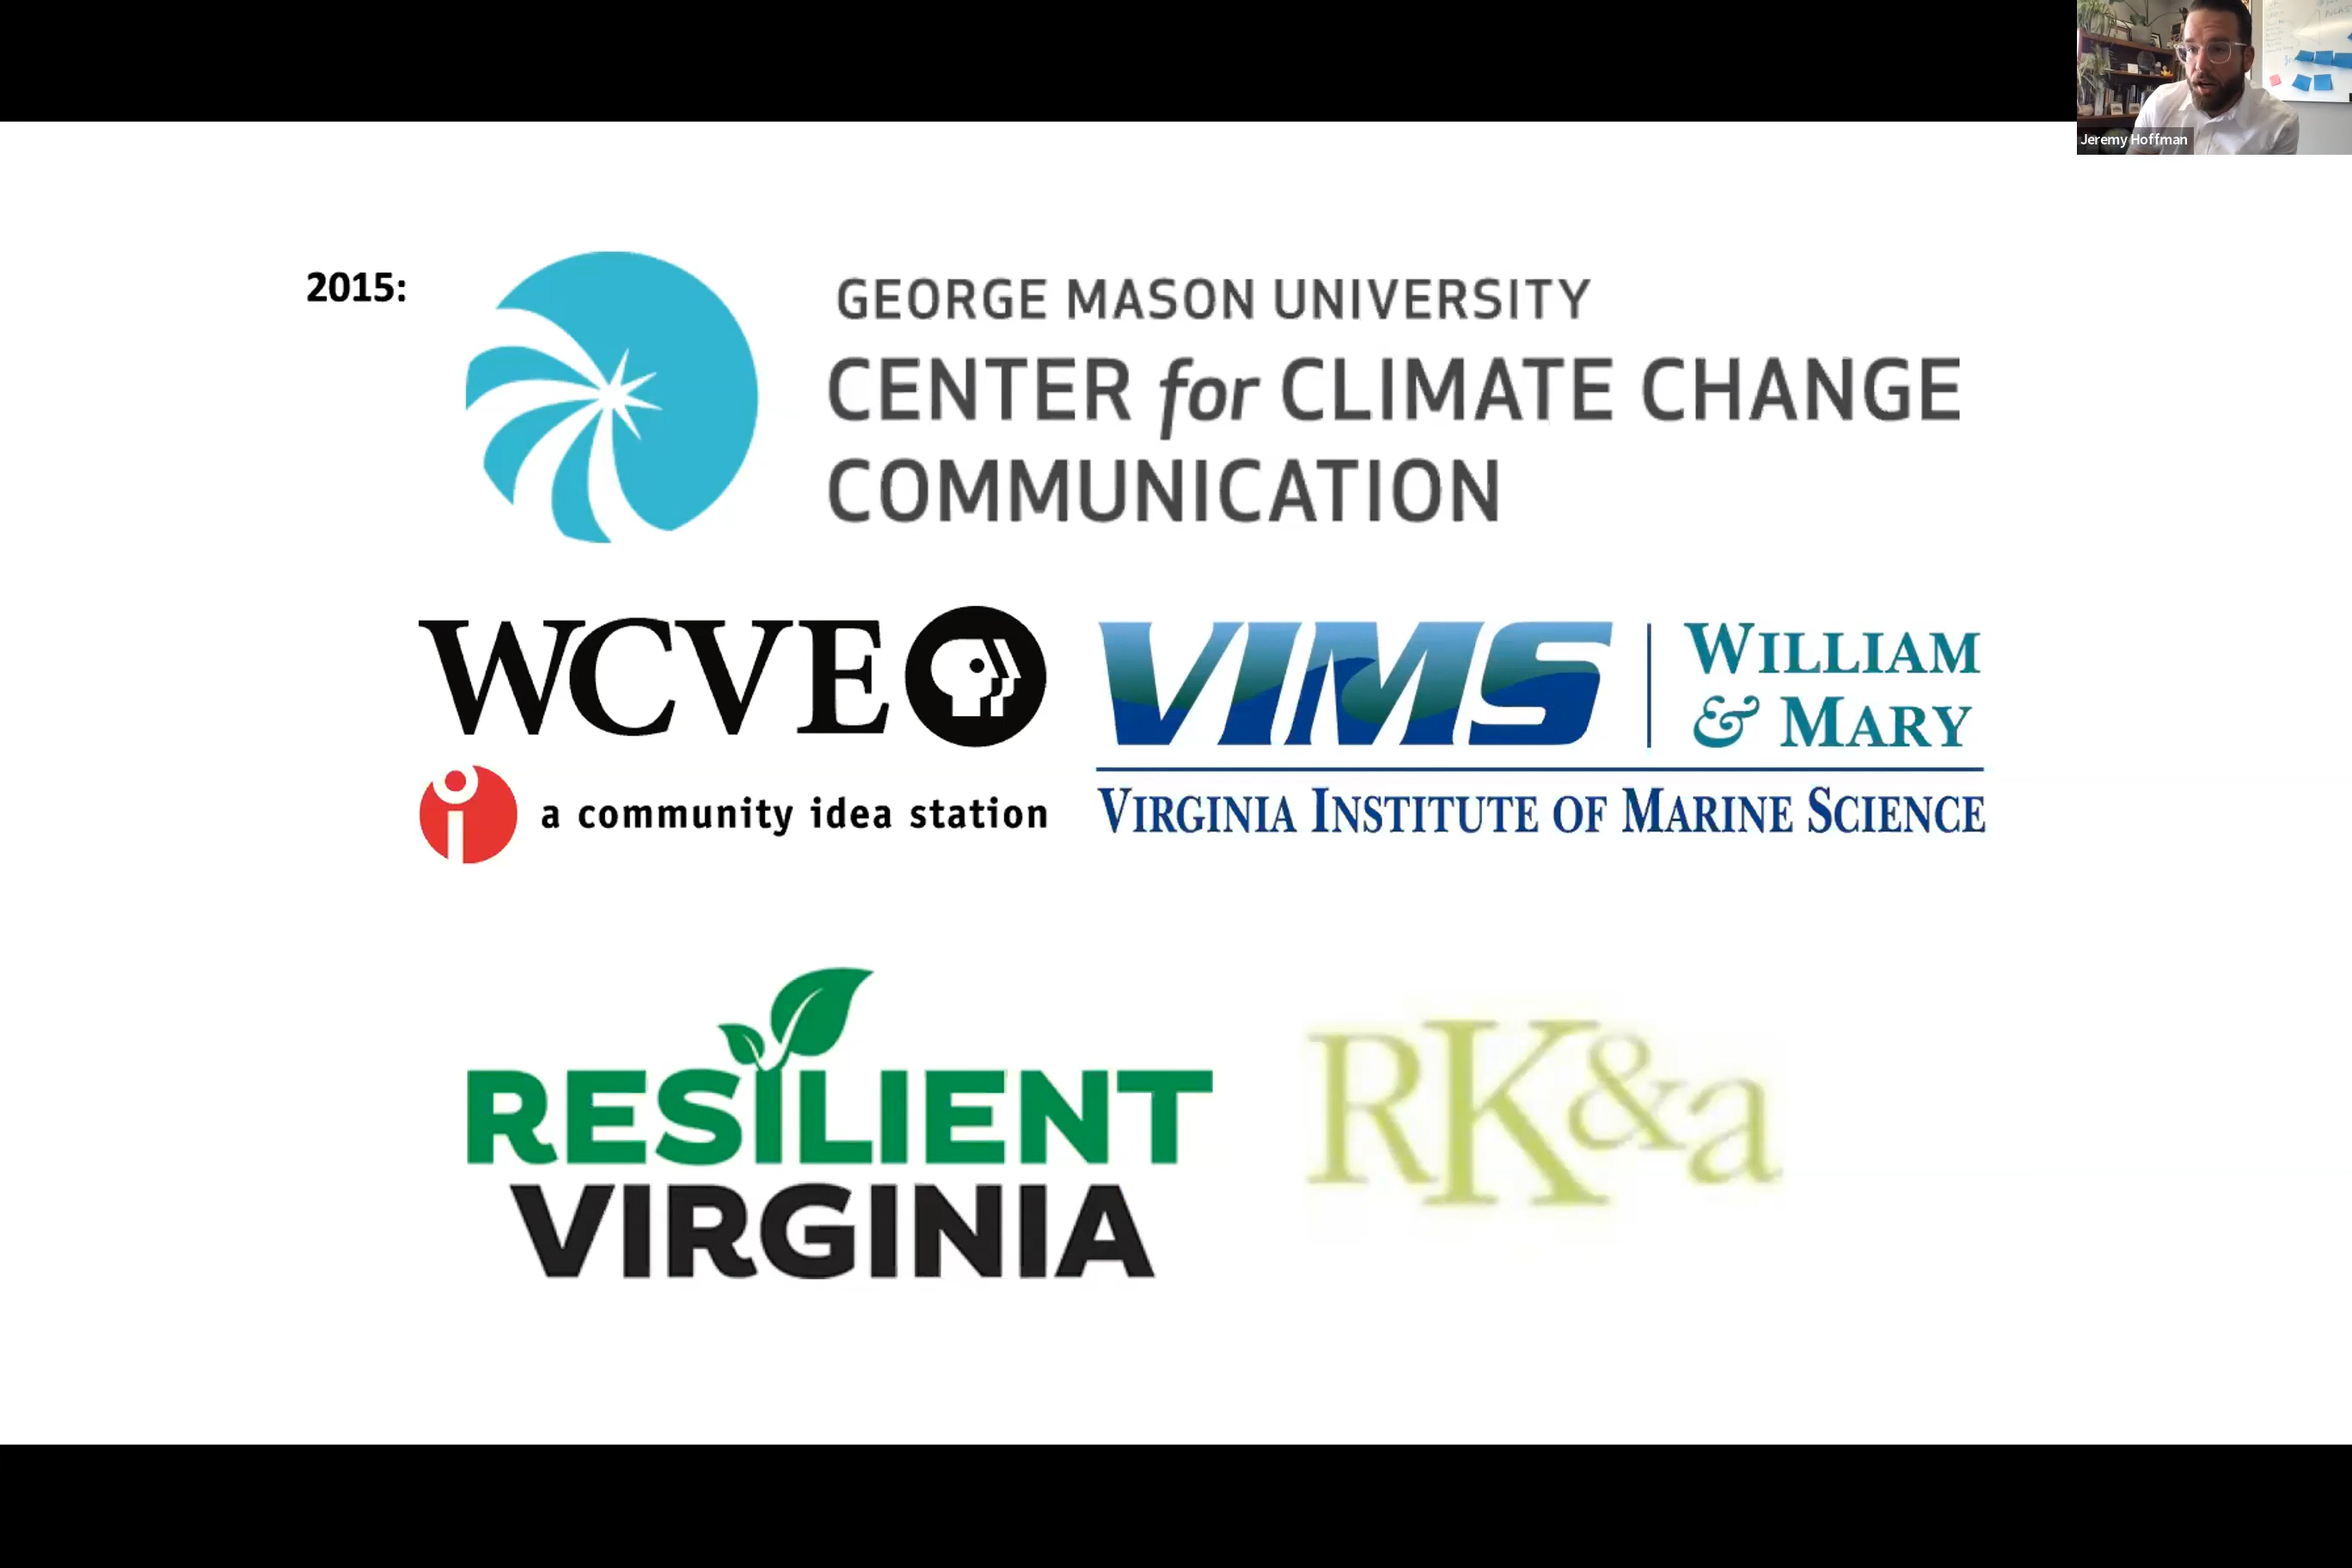 Jeremy Hoffman
2015:
GEORGE MASON UNIVERSITY
CENTER for CLIMATE CHANGE
COMMUNICATION
WCVE
a community idea station
VIMS
WILLIAM
& MARY
VIRGINIA INSTITUTE OF MARINE SCIENCE
RESILIENT
VIRGINIA
RK&a